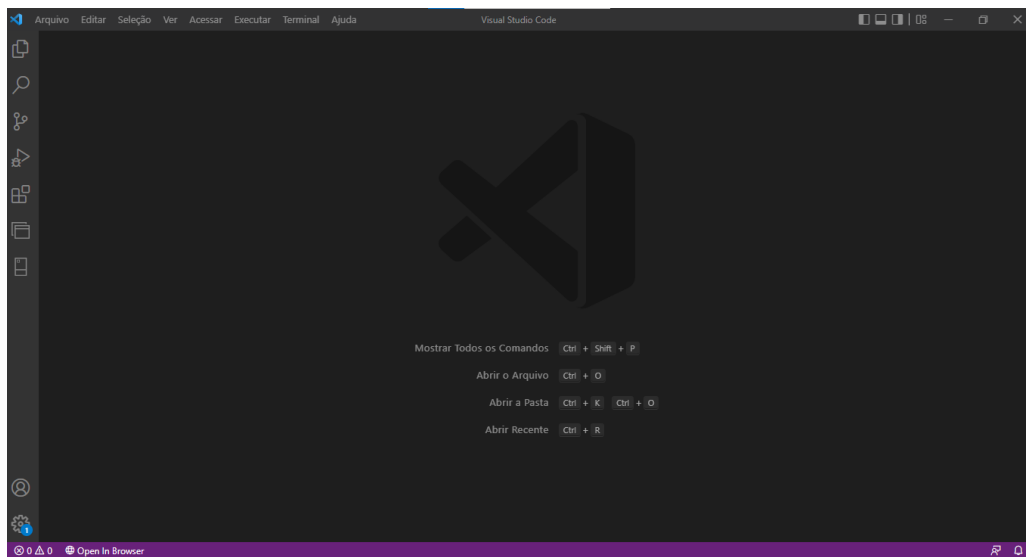 Arquivo Editar Seleção Ver Acessar Executar Terminal Ajuda Visual Studio Code
Mostrar Todos os Comandos Ctrl + Shift + P
Abrir o Arquivo Ctrl + O
Abrir a Pasta Ctrl + K Ctrl + O
Abrir Recente Ctrl + R
1
0 0 Open In Browser